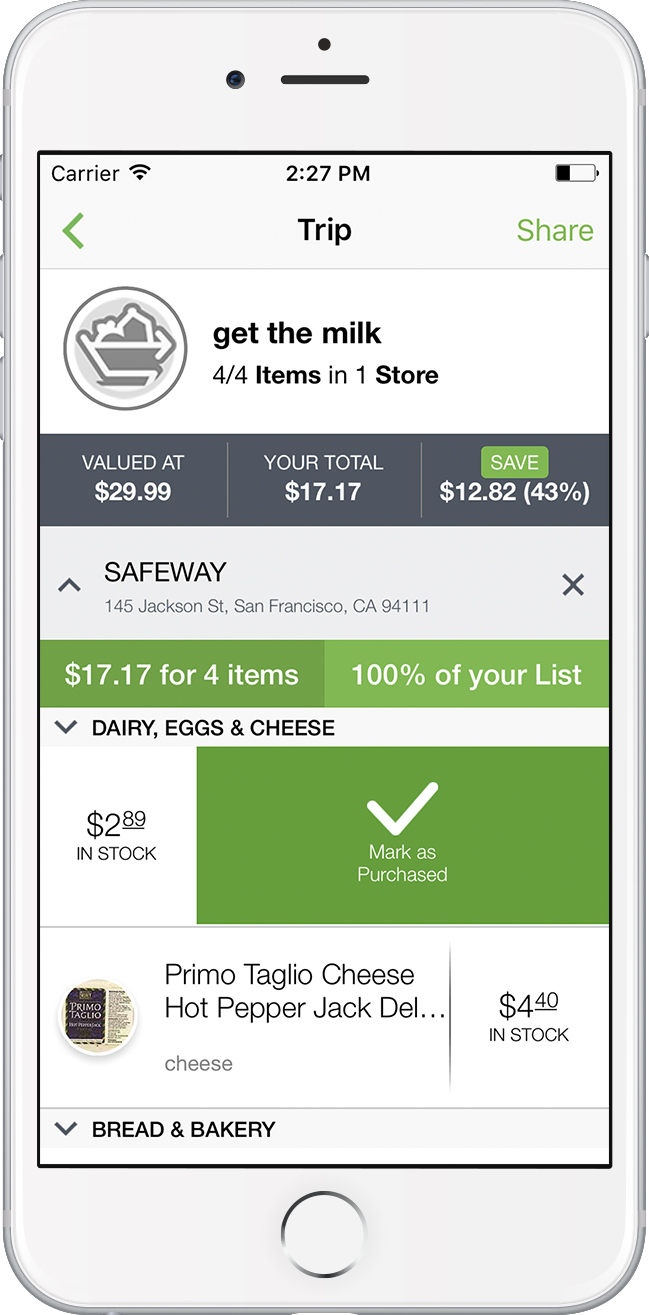 Carrier 2:27 PM
Trip Share
get the milk
4/4 Items in 1 Store
VALUED AT YOUR TOTAL SAVE
$29.99 $17.17 $12.82 (43%)
SAFEWAY
145 Jackson St, San Francisco, CA 94111
$17.17 for 4 items 100% of your List
DAIRY, EGGS & CHEESE
$2 89
IN STOCK
Mark as
Purchased
Primo Taglio Cheese
Hot Pepper Jack Del...
cheese
$4 40
IN STOCK
PRIMO
TAGLIO
HOT PEPPER JACK
BREAD & BAKERY